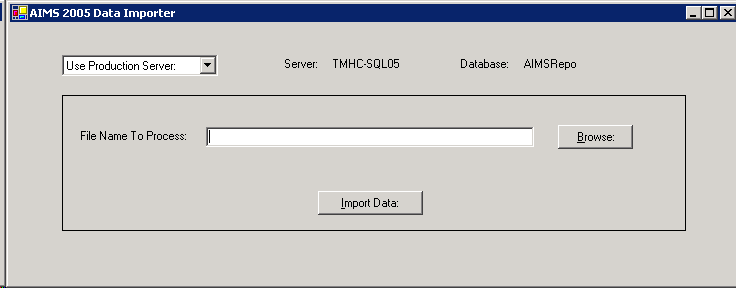 AIMS 2005 Data Importer
Use Production Server: Server: TMHC-SQL05 Database: AIMSRepo
File Name To Process: Browse:
Import Data: